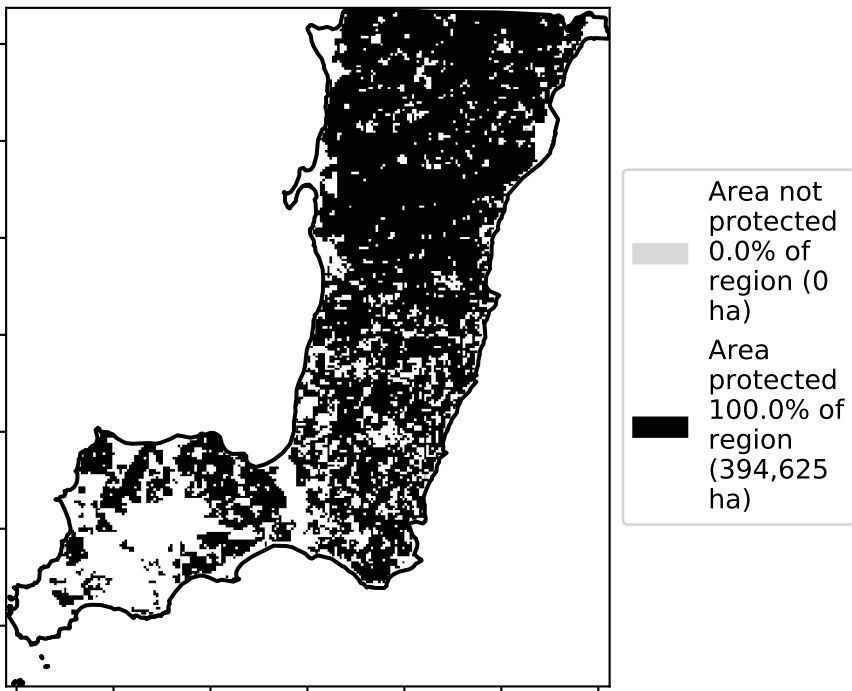 Area not
protected
0.0% of
region (0
ha)
Area
protected
100.0% of
region
(394,625
ha)